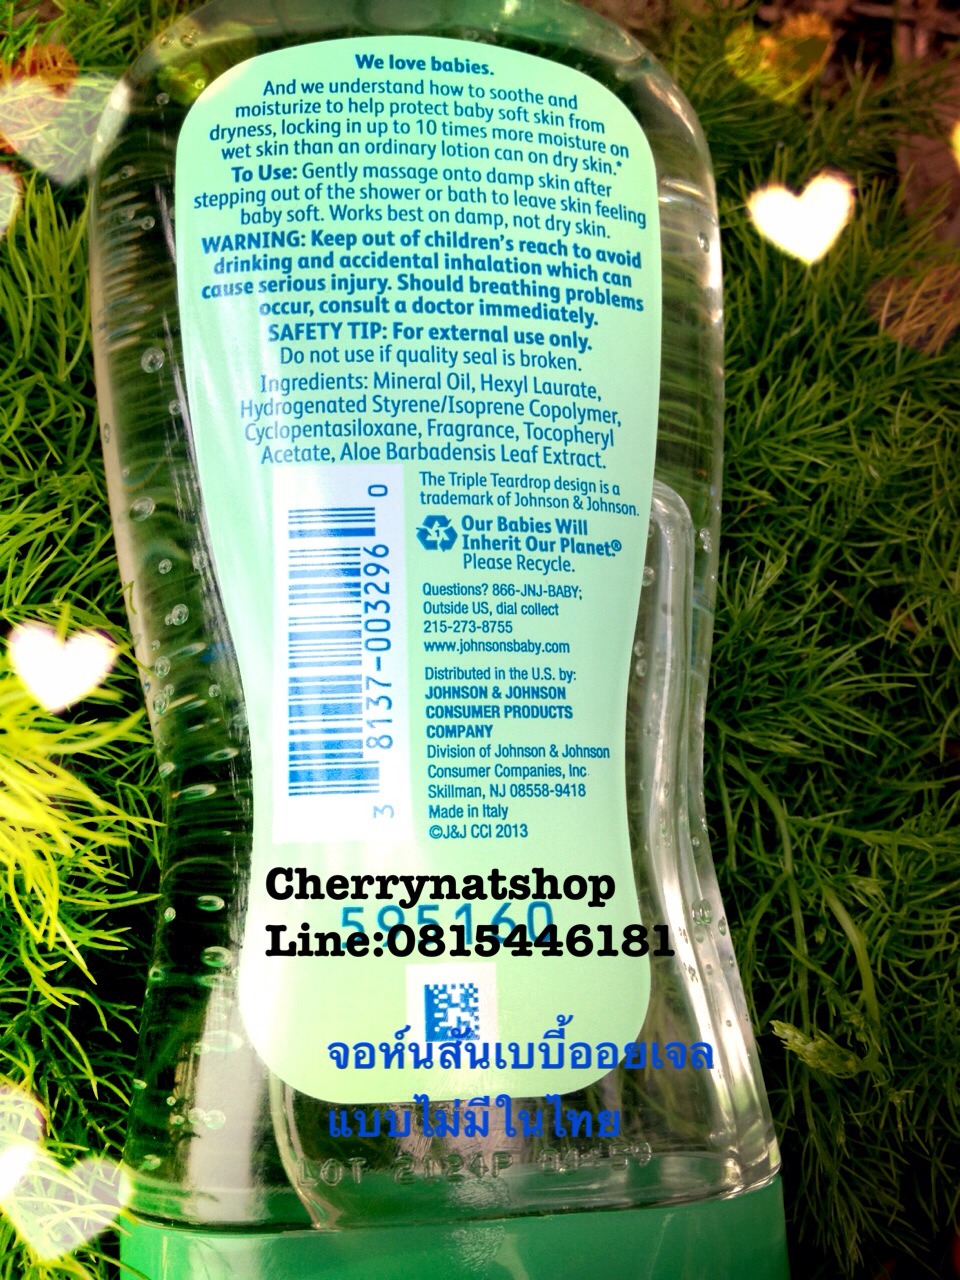 We love babies.
And we understand how to soothe and
moisturize to help protect baby soft skin from
dryness, locking in up to 10 times more moisture on
wet skin than an ordinary lotion can on dry skin.*
To Use: Gently massage onto damp skin after
stepping out of the shower or bath to leave skin feeling
baby soft. Works best on damp, not dry skin.
WARNING: Keep out of children's reach to avoid
drinking and accidental inhalation which can
cause serious injury. Should breathing problems
occur, consult a doctor immediately.
SAFETY TIP: For external use only.
Do not use if quality seal is broken.
Ingredients: Mineral Oil, Hexyl Laurate,
Hydrogenated Styrene/Isoprene Copolymer,
Cyclopentasiloxane, Fragrance, Tocopheryl
Acetate, Aloe Barbadensis Leaf Extract.
3 8137-003296 0
The Triple Teardrop design is a
trademark of Johnson & Johnson.
1
Our Babies Will
Inherit Our Planet.®
Please Recycle.
Questions? 866-JNJ-BABY;
Outside US, dial collect
215-273-8755
www.johnsonsbaby.com
Distributed in the U.S. by:
JOHNSON & JOHNSON
CONSUMER PRODUCTS
COMPANY
Division of Johnson & Johnson
Consumer Companies, Inc.
Skillman, NJ 08558-9418
Made in Italy
©J&J CCI 2013
Cherrynatshop
595160
Line:0815446181
จอห์นสันเบบี้ออยเจล
แบบไม่มีในไทย
LOT